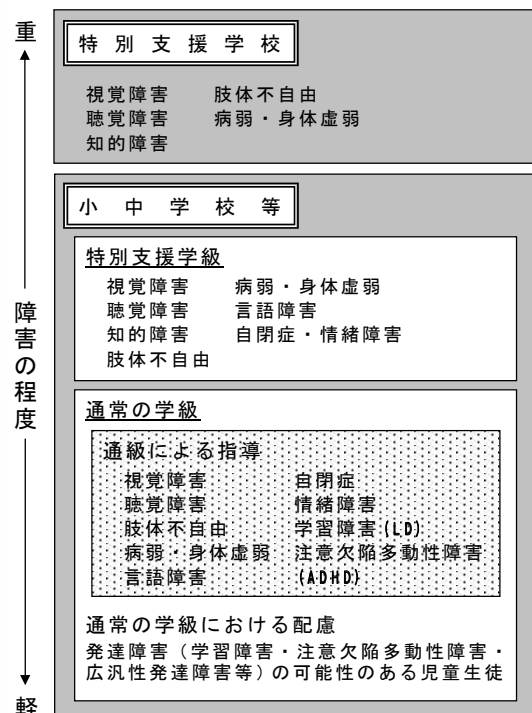 重
特別支援学校
視覚障害 肢体不自由
聴覚障害 病弱・身体虚弱
知的障害
小中学校等
特別支援学級
視覚障害 病弱・身体虚弱
聴覚障害 言語障害
知的障害 自閉症・情緒障害
肢体不自由
障害の程度
通常の学級
通級による指導
視覚障害 自閉症
聴覚障害 情緒障害
肢体不自由 学習障害(LD)
病弱・身体虚弱 注意欠陥多動性障害
言語障害 (ADHD)
通常の学級における配慮
発達障害(学習障害・注意欠陥多動性障害・
広汎性発達障害等)の可能性のある児童生徒
軽